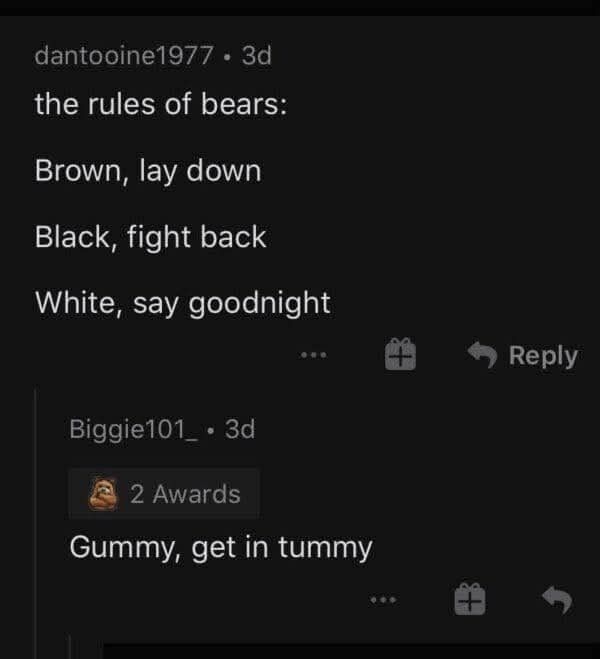 dantooine1977 • 3d
the rules of bears:
Brown, lay down
Black, fight back
White, say goodnight
Reply
Biggie101_ • 3d
2 Awards
Gummy, get in tummy